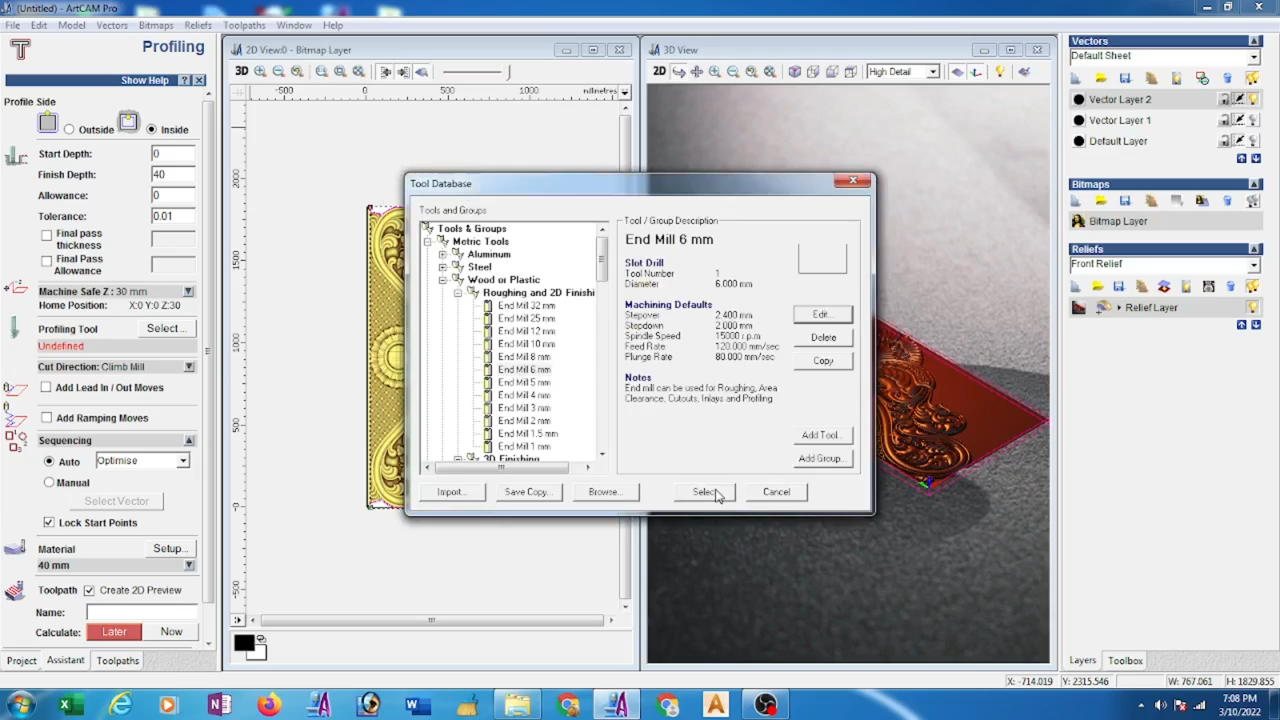 (Untitled) - ArtCAM Pro
File Edit Model Vectors Bitmaps Reliefs Toolpaths Window Help
Profiling
Show Help ? X
Profile Side
Outside Inside
Start Depth: 0
Finish Depth: 40
Allowance: 0
Tolerance: 0.01
Final pass thickness
Final Pass Allowance
Machine Safe Z: 30 mm
Home Position: X:0 Y:0 Z:30
Profiling Tool Select...
Undefined
Cut Direction: Climb Mill
Add Lead In / Out Moves
Add Ramping Moves
Sequencing
Auto Optimise
Manual
Select Vector
Lock Start Points
Material Setup...
40 mm
Toolpath Create 2D Preview
Name:
Calculate: Later Now
Project Assistant Toolpaths
2D View:0 - Bitmap Layer
3D
-500 0 500 1000 millimetres
2000
1500
1000
500
-0
-500
3D View
2D High Detail
Tool Database
Tools and Groups
Tools & Groups
Metric Tools
Aluminum
Steel
Wood or Plastic
Roughing and 2D Finishi
End Mill 32 mm
End Mill 25 mm
End Mill 12 mm
End Mill 10 mm
End Mill 8 mm
End Mill 6 mm
End Mill 5 mm
End Mill 4 mm
End Mill 3 mm
End Mill 2 mm
End Mill 1.5 mm
End Mill 1 mm
3D Finishing
Tool / Group Description
End Mill 6 mm
Slot Drill
Tool Number 1
Diameter 6.000 mm
Machining Defaults
Stepover 2.400 mm
Stepdown 2.000 mm
Spindle Speed 15000 r.p.m
Feed Rate 120.000 mm/sec
Plunge Rate 80.000 mm/sec
Notes
End mill can be used for Roughing, Area
Clearance, Cutouts, Inlays and Profiling
Edit...
Delete
Copy
Add Tool...
Add Group...
Import... Save Copy... Browse... Select Cancel
Vectors
Default Sheet
Vector Layer 2
Vector Layer 1
Default Layer
Bitmaps
Bitmap Layer
Reliefs
Front Relief
Relief Layer
Layers Toolbox
X: -714.019 Y: 2315.546 W: 767.061 H: 1829.855
7:08 PM
3/10/2022